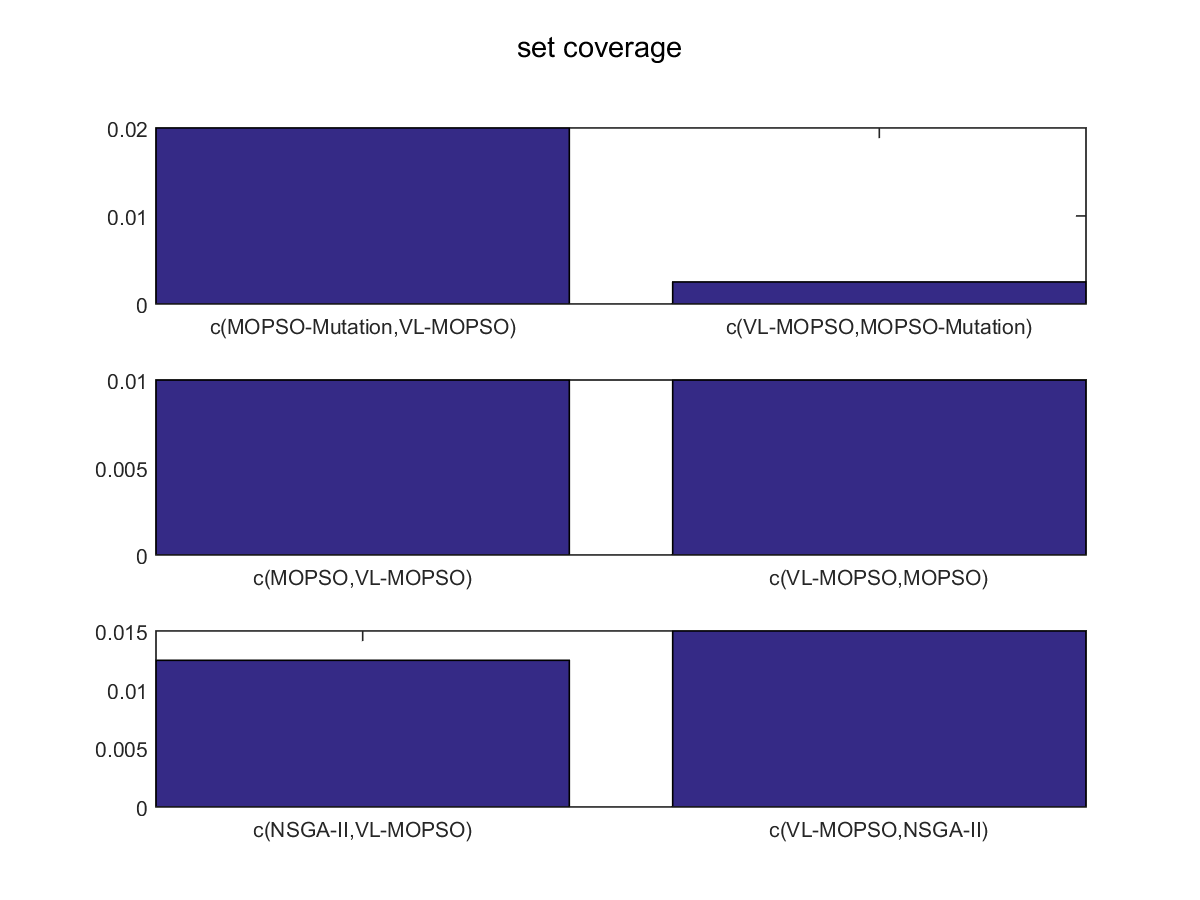 set coverage
0.02
0.01
0
c(MOPSO-Mutation,VL-MOPSO)
c(VL-MOPSO,MOPSO-Mutation)
0.01
0.005
0
c(MOPSO,VL-MOPSO)
c(VL-MOPSO,MOPSO)
0.015
0.01
0.005
0
c(NSGA-II,VL-MOPSO)
c(VL-MOPSO,NSGA-II)